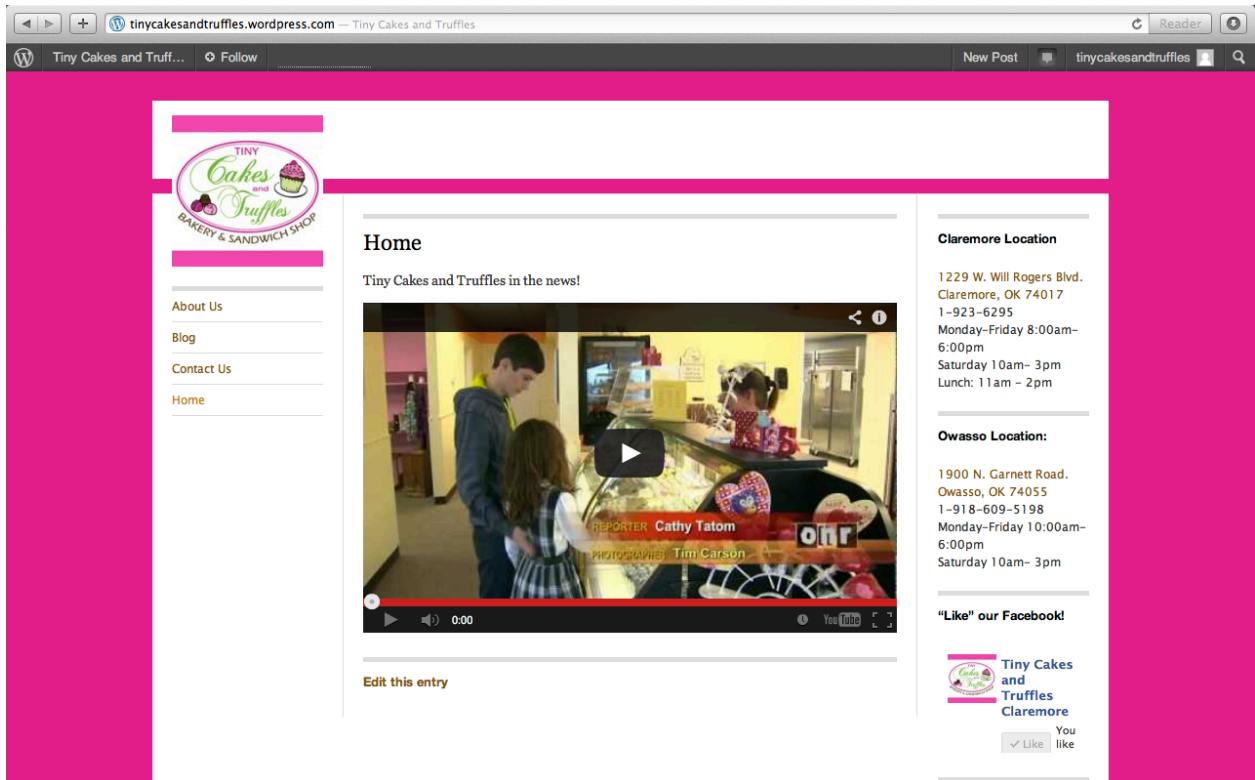 tinycakesandtruffles.wordpress.com — Tiny Cakes and Truffles
Reader
Tiny Cakes and Truff...
Follow
New Post
tinycakesandtruffles
TINY
Cakes
and
Truffles
BAKERY & SANDWICH SHOP
About Us
Blog
Contact Us
Home
Home
Tiny Cakes and Truffles in the news!
REPORTER Cathy Tatom
PHOTOGRAPHER Tim Carson
0:00
YouTube
Edit this entry
Claremore Location
1229 W. Will Rogers Blvd.
Claremore, OK 74017
1-923-6295
Monday-Friday 8:00am-
6:00pm
Saturday 10am- 3pm
Lunch: 11am - 2pm
Owasso Location:
1900 N. Garnett Road.
Owasso, OK 74055
1-918-609-5198
Monday-Friday 10:00am-
6:00pm
Saturday 10am- 3pm
“Like” our Facebook!
Tiny Cakes
and
Truffles
Claremore
Like
You
like